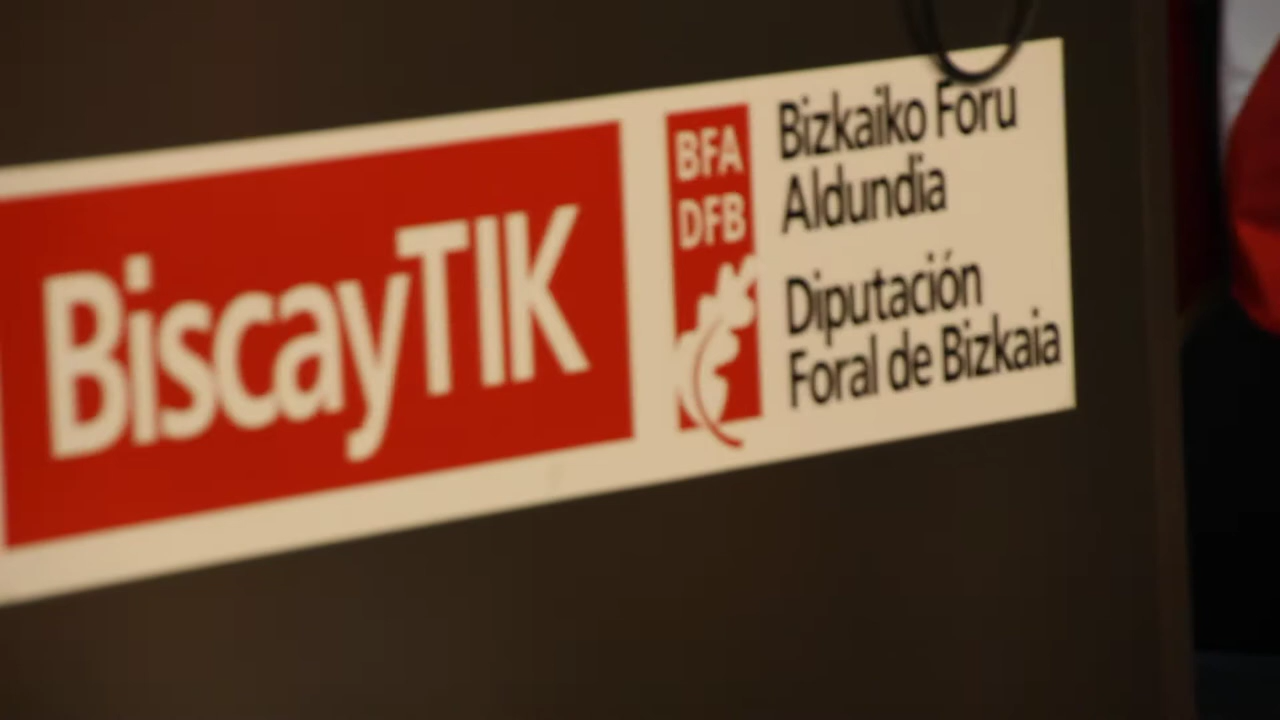 BiscayTIK
BFA
DFB
Bizkaiko Foru
Aldundia
Diputación
Foral de Bizkaia